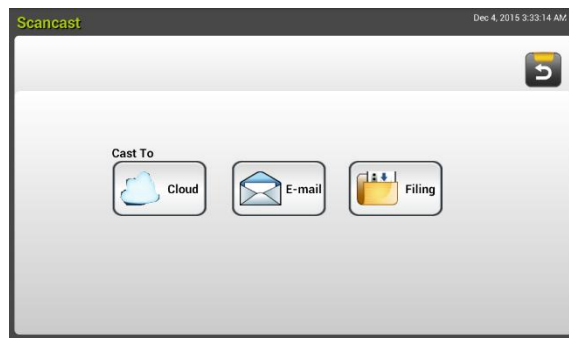 Scancast
Dec 4, 2015 3:33:14 AM
Cast To
Cloud
E-mail
Filing